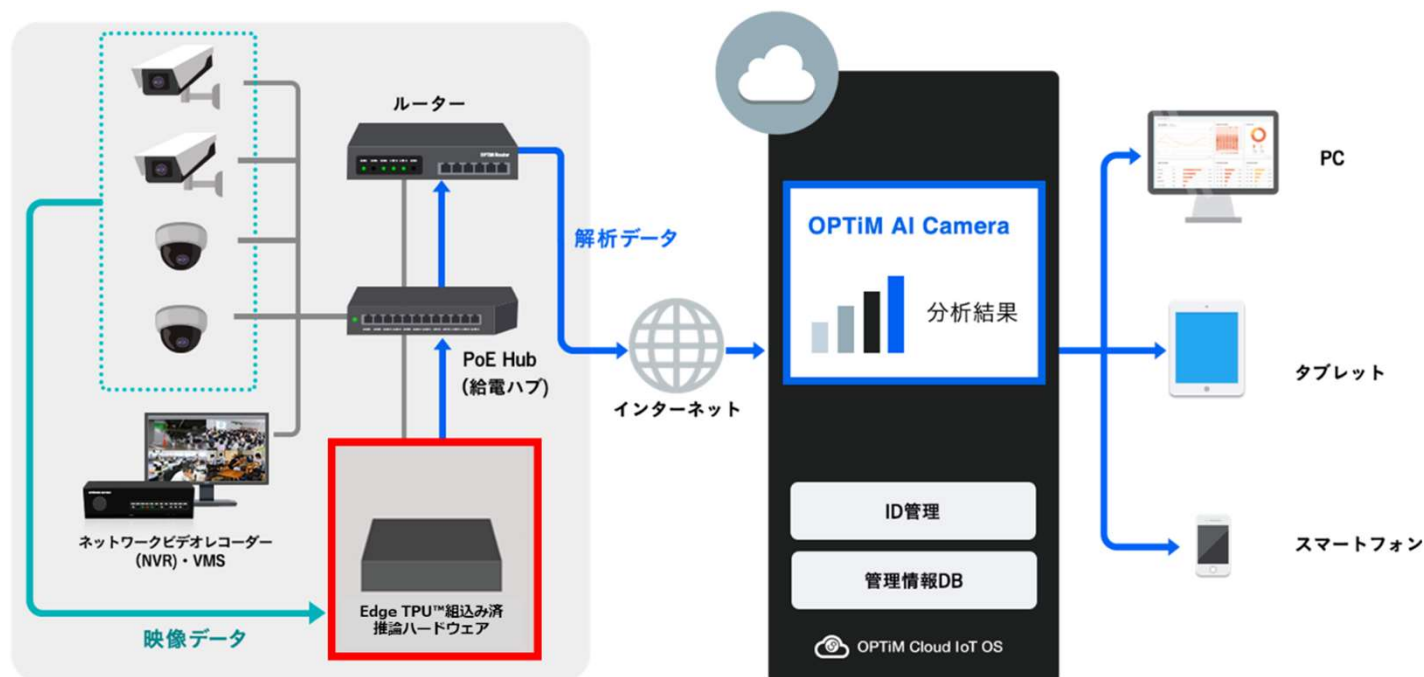 ルーター
OPTiM Router
解析データ
PoE Hub
(給電ハブ)
ネットワークビデオレコーダー
(NVR)・VMS
映像データ
Edge TPU™組込み済
推論ハードウェア
インターネット
OPTiM AI Camera
分析結果
ID管理
管理情報DB
OPTiM Cloud IoT OS
PC
タブレット
スマートフォン